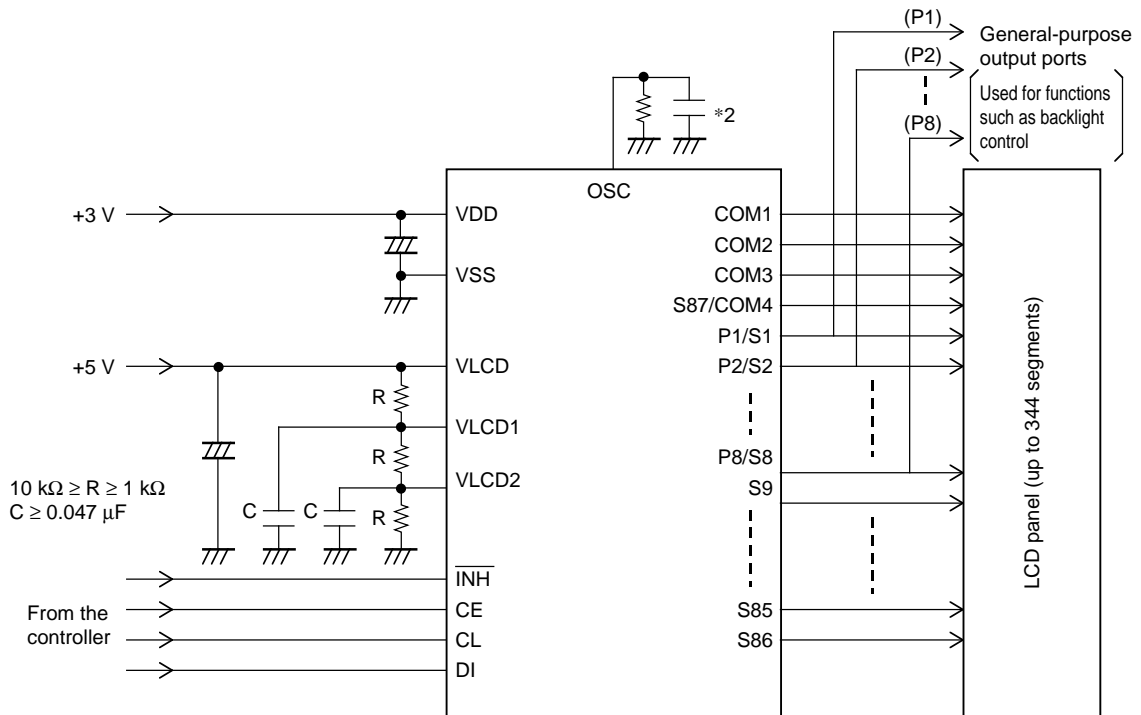 (P1)
General-purpose
output ports
(P2)
Used for functions
such as backlight
control
(P8)
*2
OSC
+3 V
VDD
VSS
+5 V
VLCD
R
VLCD1
R
VLCD2
R
C
C
10 kΩ ≥ R ≥ 1 kΩ
C ≥ 0.047 µF
INH
From the
controller
CE
CL
DI
COM1
COM2
COM3
S87/COM4
P1/S1
P2/S2
P8/S8
S9
S85
S86
LCD panel (up to 344 segments)